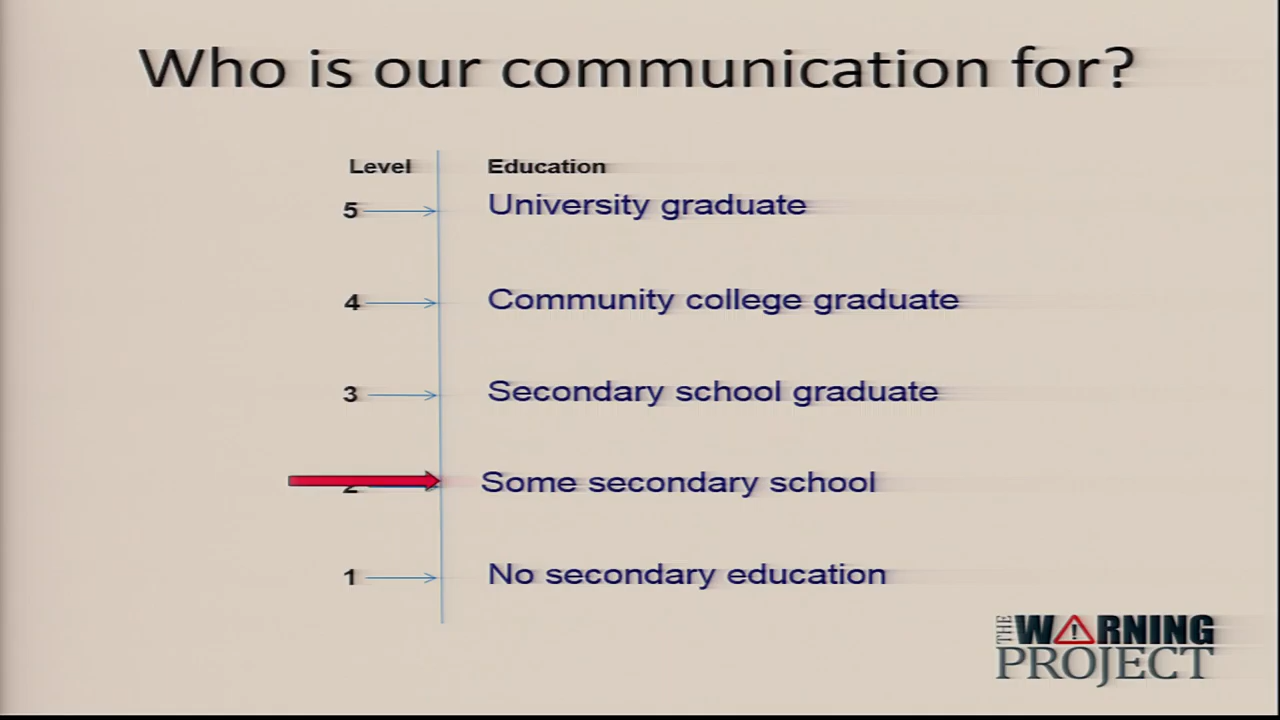 Who is our communication for?
Level Education
5 University graduate
4 Community college graduate
3 Secondary school graduate
2 Some secondary school
1 No secondary education
THE WARNING
PROJECT